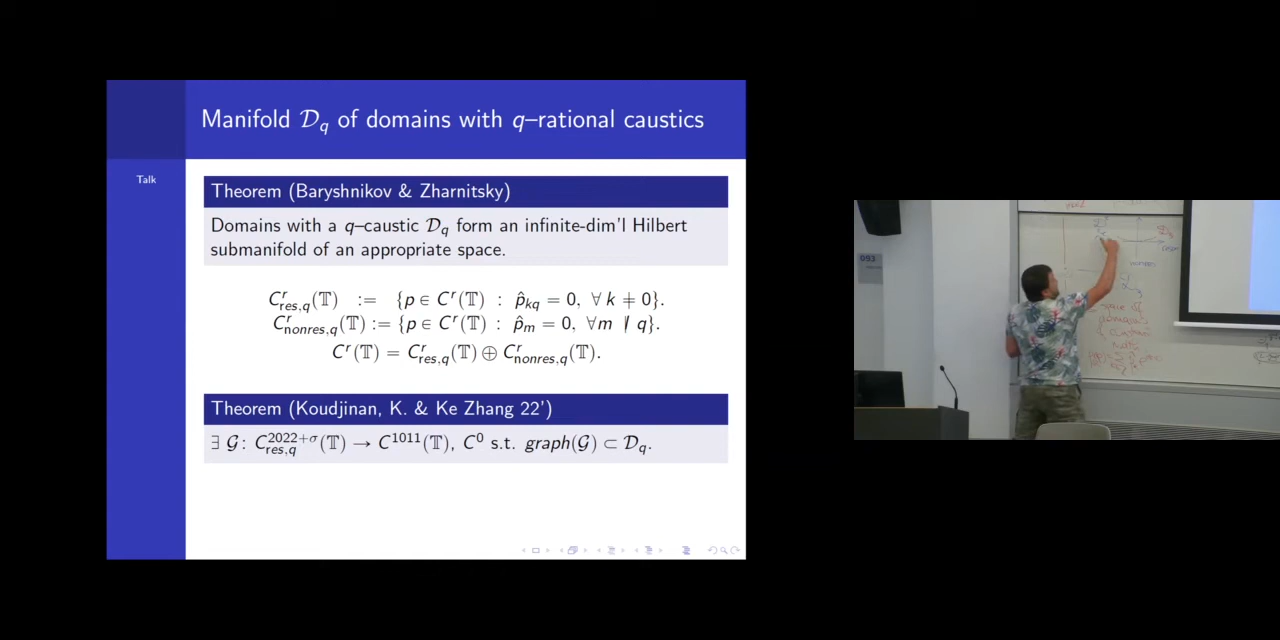 Manifold 𝒟_q of domains with q–rational caustics
Talk
Theorem (Baryshnikov & Zharnitsky)
Domains with a q–caustic 𝒟_q form an infinite-dim'l Hilbert
submanifold of an appropriate space.
C^r_{res,q}(𝕋) := {p ∈ C^r(𝕋) : p̂_{kq} = 0, ∀ k ≠ 0}.
C^r_{nonres,q}(𝕋) := {p ∈ C^r(𝕋) : p̂_m = 0, ∀m ∤ q}.
C^r(𝕋) = C^r_{res,q}(𝕋) ⊕ C^r_{nonres,q}(𝕋).
Theorem (Koudjinan, K. & Ke Zhang 22')
∃ 𝒢: C^{2022+σ}_{res,q}(𝕋) → C^{1011}(𝕋), C^0 s.t. graph(𝒢) ⊂ 𝒟_q.
093